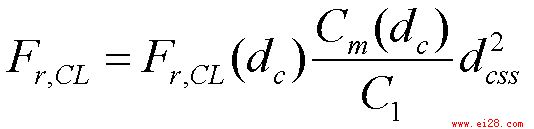 F_{r,CL} = F_{r,CL}(d_c) \frac{C_m(d_c)}{C_1} d_{css}^2
www.ei28.com